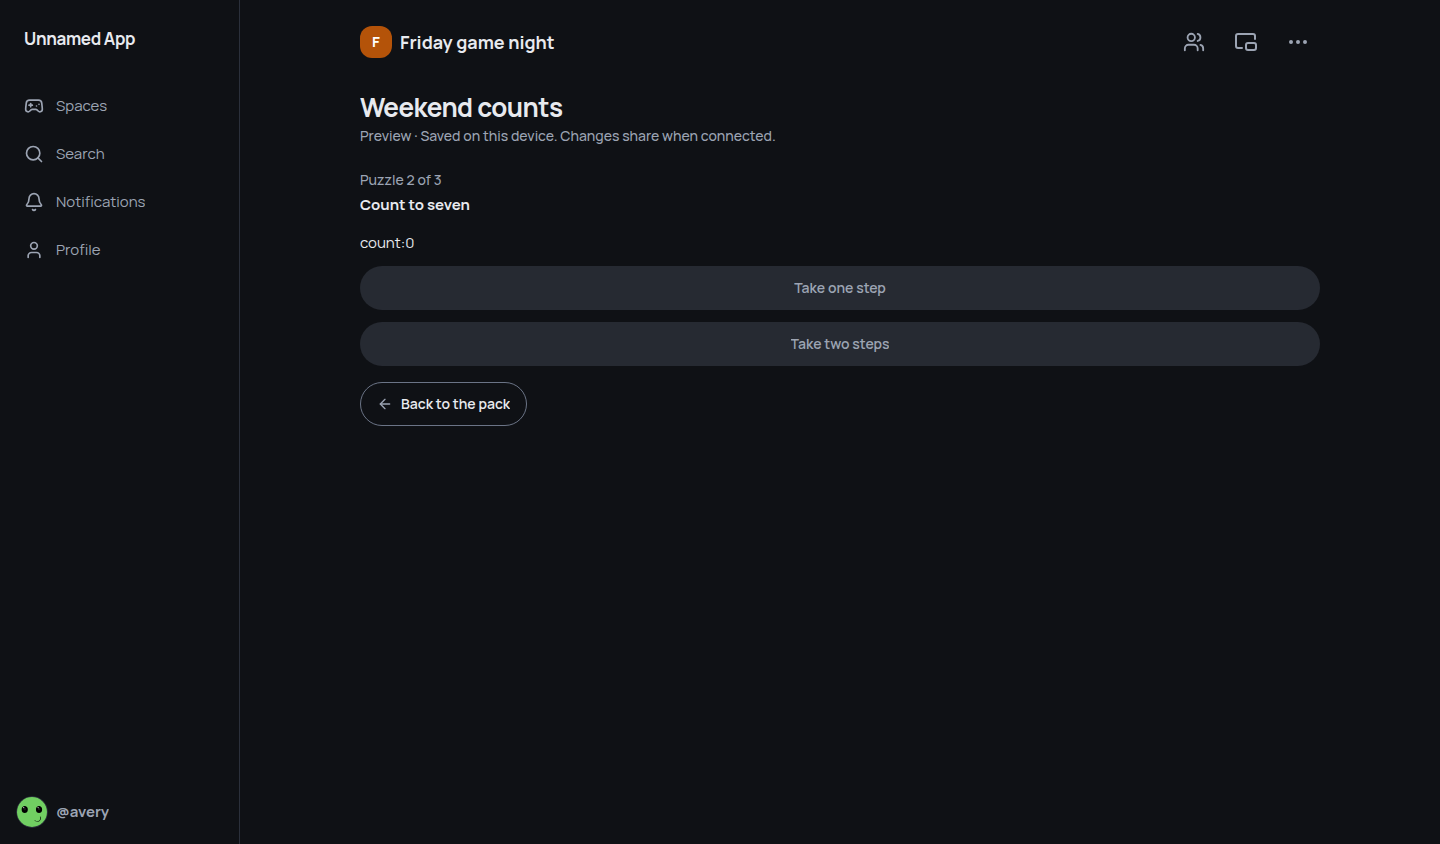 Unnamed App
Spaces
Search
Notifications
Profile
@avery
F
Friday game night
Weekend counts
Preview · Saved on this device. Changes share when connected.
Puzzle 2 of 3
Count to seven
count:0
Take one step
Take two steps
Back to the pack